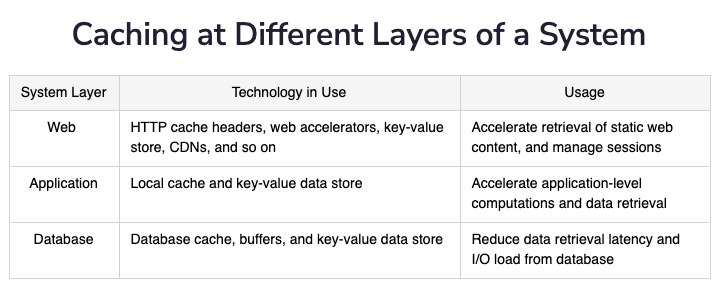 Caching at Different Layers of a System
System Layer
Technology in Use
Usage
Web
HTTP cache headers, web accelerators, key-value
store, CDNs, and so on
Accelerate retrieval of static web
content, and manage sessions
Application
Local cache and key-value data store
Accelerate application-level
computations and data retrieval
Database
Database cache, buffers, and key-value data store
Reduce data retrieval latency and
I/O load from database